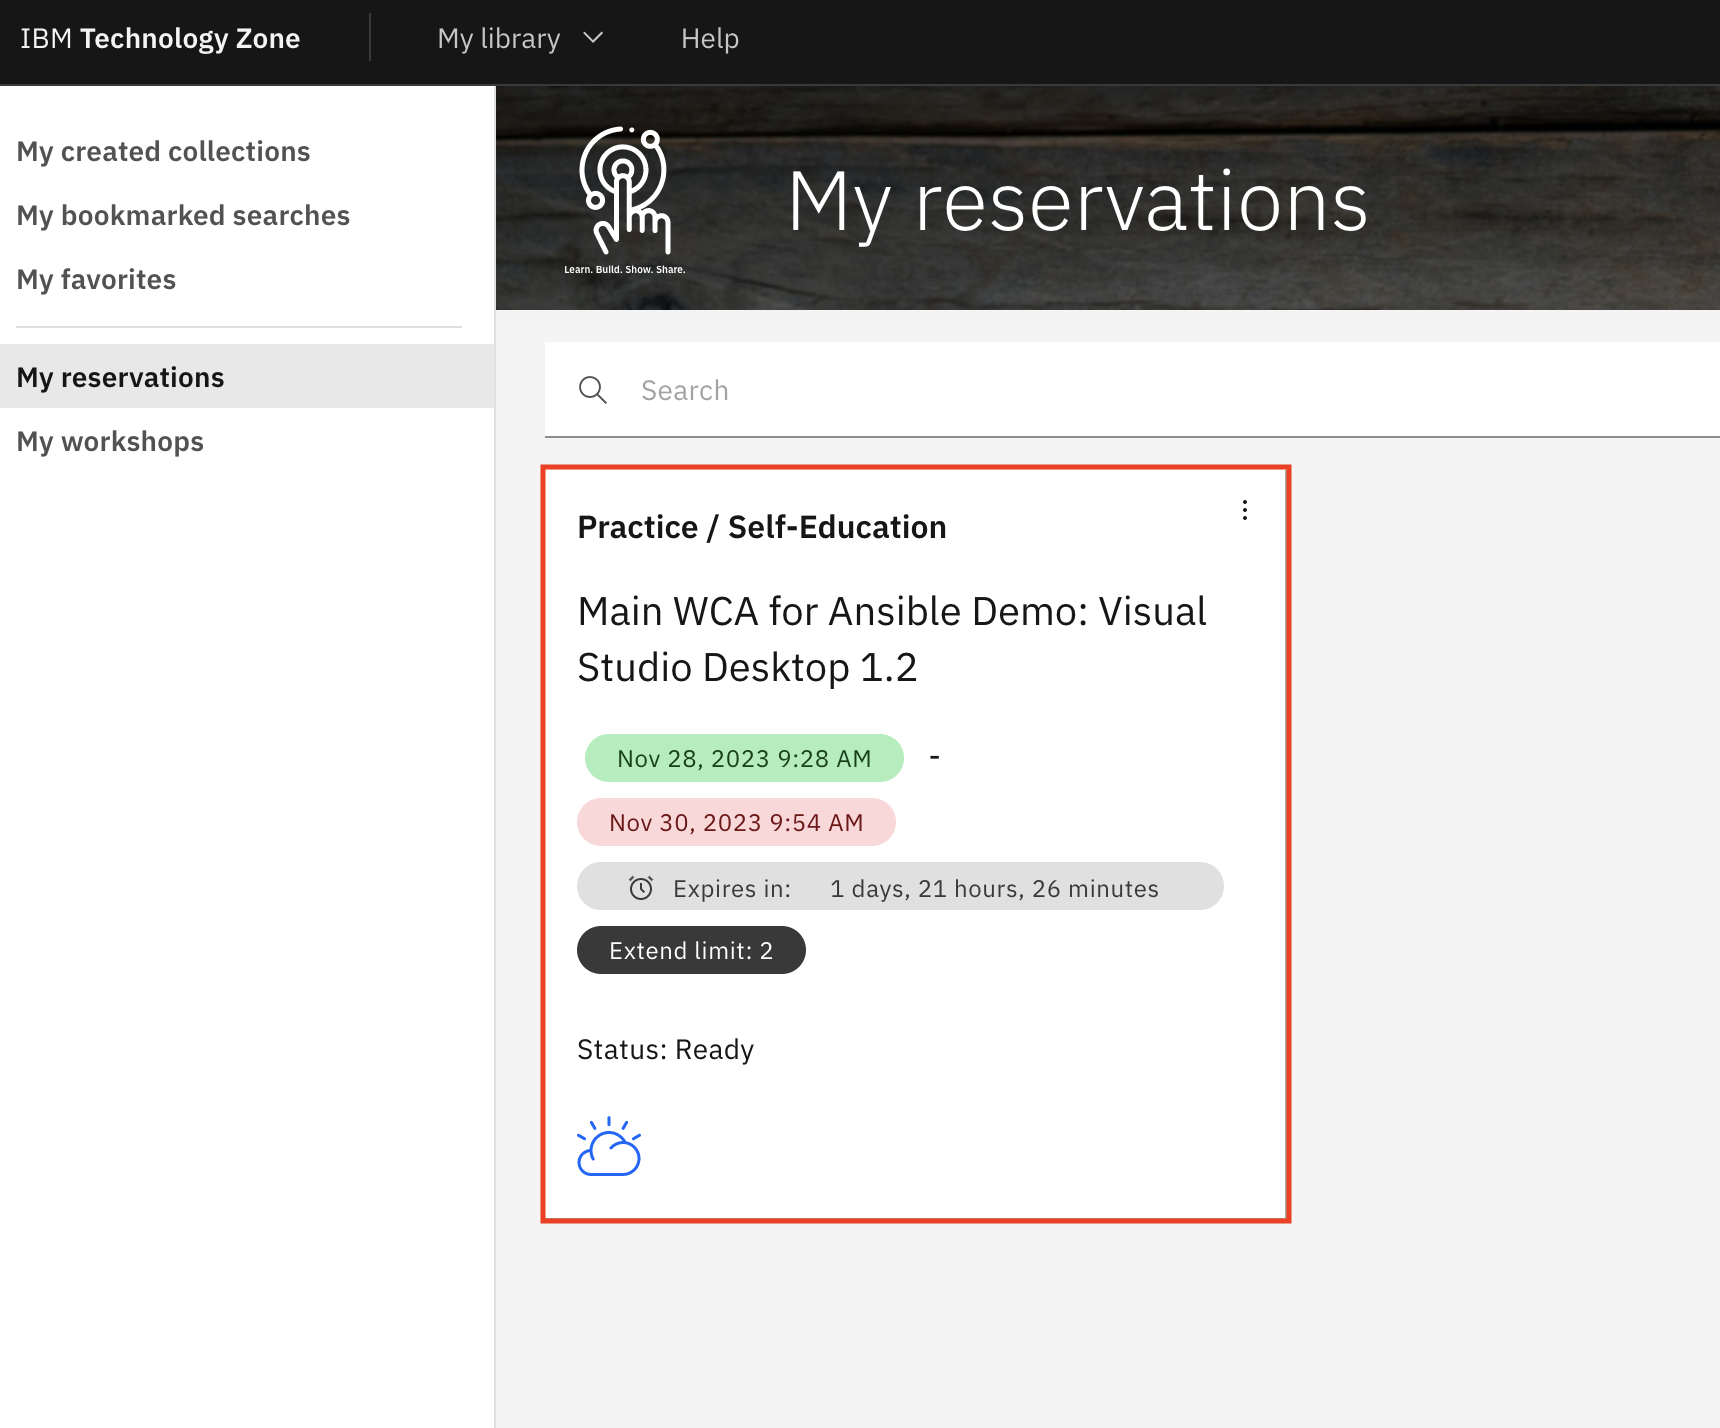 IBM Technology Zone
My library
Help
My created collections
My bookmarked searches
My favorites
My reservations
My workshops
Learn. Build. Show. Share.
My reservations
Search
Practice / Self-Education
Main WCA for Ansible Demo: Visual
Studio Desktop 1.2
Nov 28, 2023 9:28 AM -
Nov 30, 2023 9:54 AM
Expires in: 1 days, 21 hours, 26 minutes
Extend limit: 2
Status: Ready